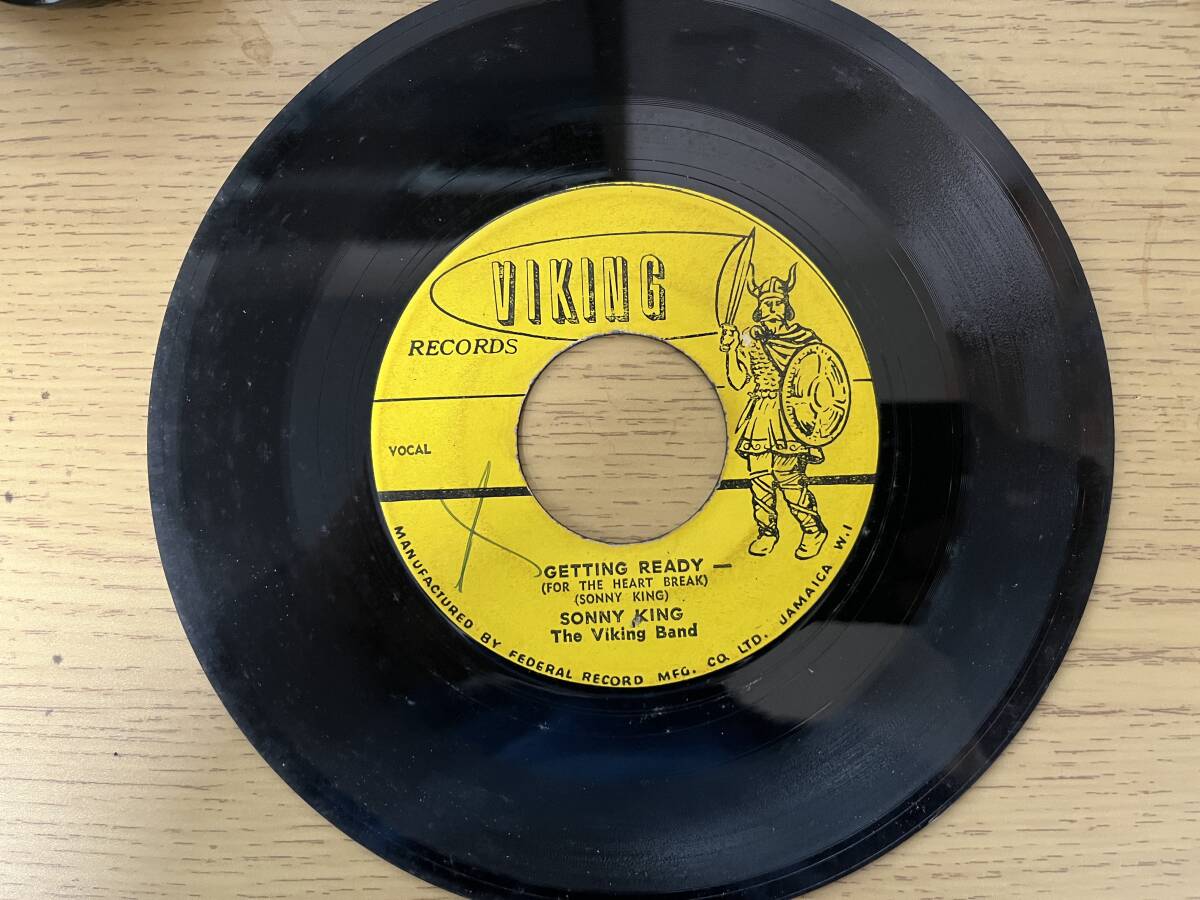 VIKING
RECORDS
VOCAL
GETTING READY —
(FOR THE HEART BREAK)
(SONNY KING)
SONNY KING
The Viking Band
MANUFACTURED BY FEDERAL RECORD MFG. CO. LTD. JAMAICA W.I